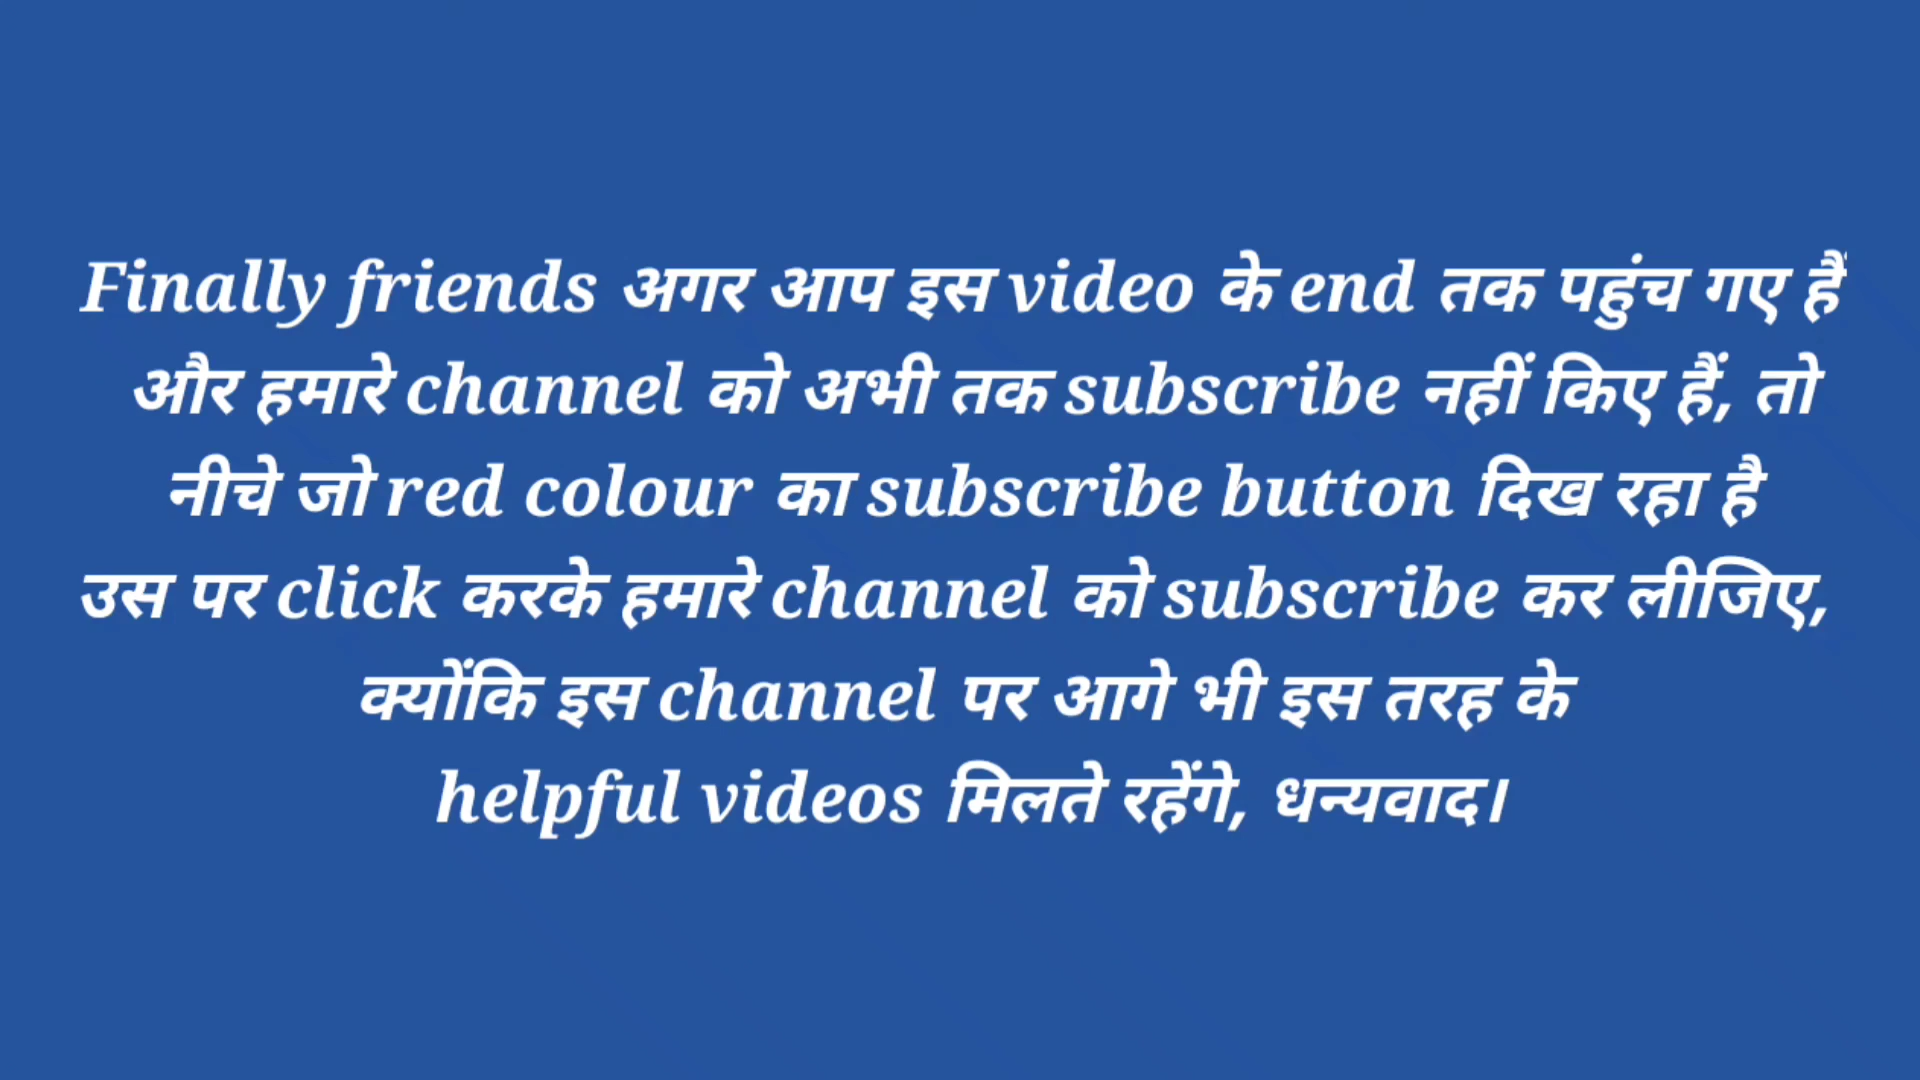 Finally friends अगर आप इस video के end तक पहुंच गए हैं
और हमारे channel को अभी तक subscribe नहीं किए हैं, तो
नीचे जो red colour का subscribe button दिख रहा है
उस पर click करके हमारे channel को subscribe कर लीजिए,
क्योंकि इस channel पर आगे भी इस तरह के
helpful videos मिलते रहेंगे, धन्यवाद।